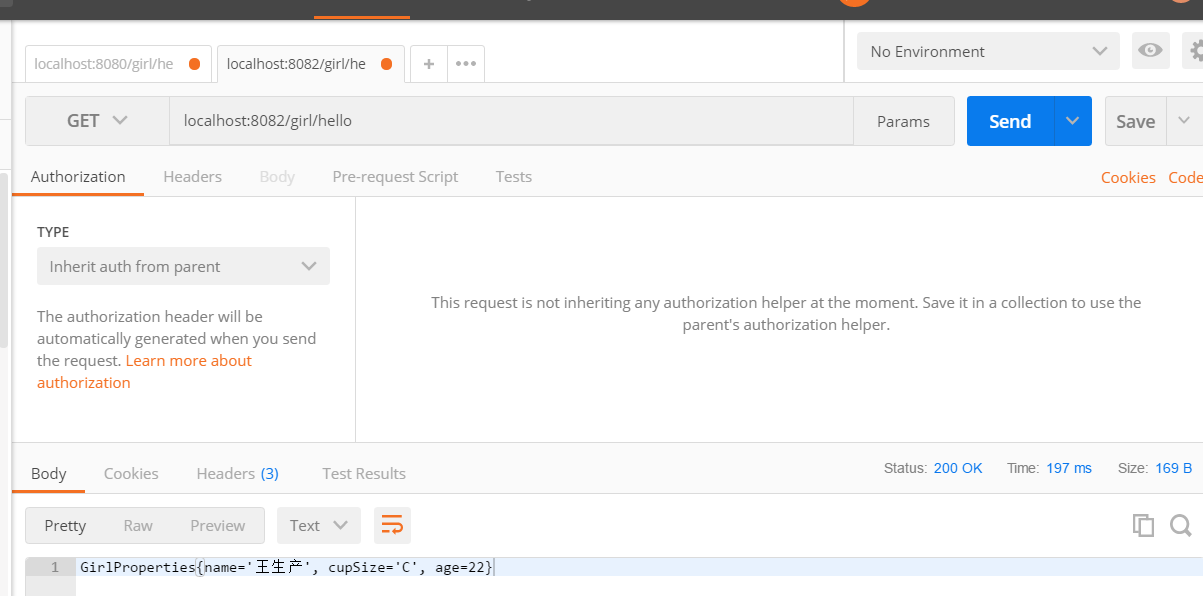 localhost:8080/girl/he
localhost:8082/girl/he
+
•••
No Environment
GET
localhost:8082/girl/hello
Params
Send
Save
Authorization
Headers
Body
Pre-request Script
Tests
Cookies
Code
TYPE
Inherit auth from parent
The authorization header will be
automatically generated when you send
the request. Learn more about
authorization
This request is not inheriting any authorization helper at the moment. Save it in a collection to use the
parent's authorization helper.
Body
Cookies
Headers (3)
Test Results
Status: 200 OK
Time: 197 ms
Size: 169 B
Pretty
Raw
Preview
Text
1
GirlProperties{name='王生产', cupSize='C', age=22}